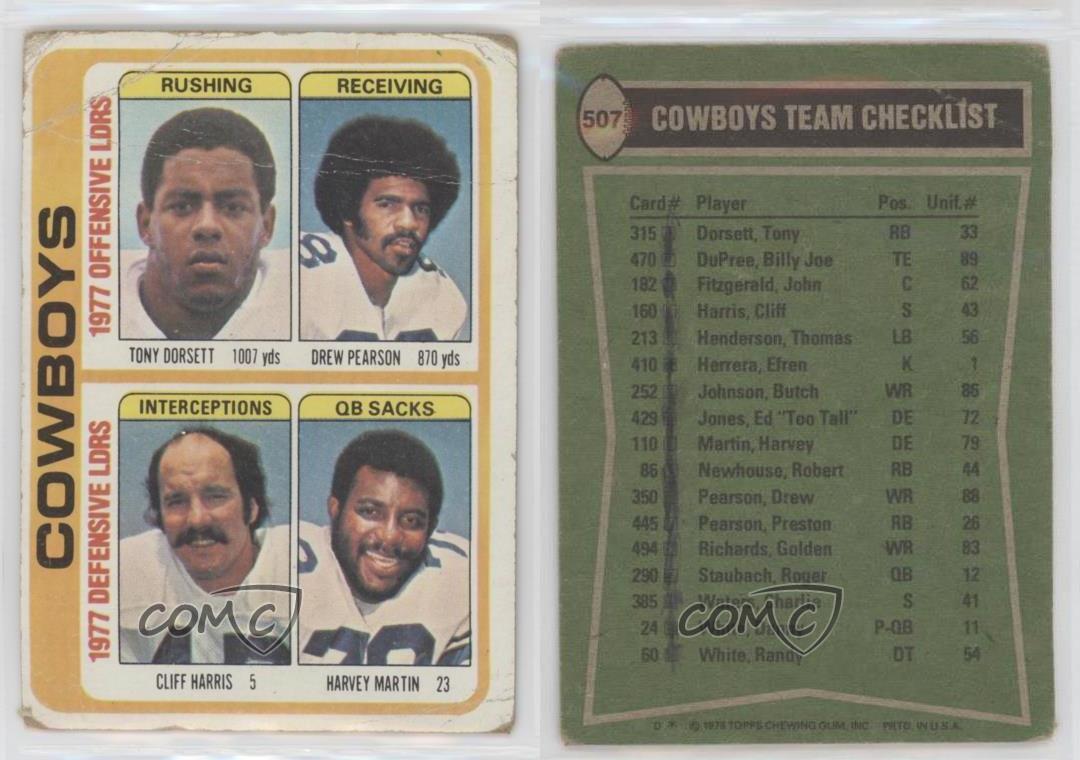 COWBOYS
1977 OFFENSIVE LDRS
RUSHING
RECEIVING
TONY DORSETT 1007 yds
DREW PEARSON 870 yds
1977 DEFENSIVE LDRS
INTERCEPTIONS
QB SACKS
CLIFF HARRIS 5
HARVEY MARTIN 23
COMC
507 COWBOYS TEAM CHECKLIST
Card# Player Pos. Unif.#
315 Dorsett, Tony RB 33
470 DuPree, Billy Joe TE 89
182 Fitzgerald, John C 62
160 Harris, Cliff S 43
213 Henderson, Thomas LB 56
410 Herrera, Efren K 1
252 Johnson, Butch WR 86
429 Jones, Ed "Too Tall" DE 72
110 Martin, Harvey DE 79
86 Newhouse, Robert RB 44
350 Pearson, Drew WR 88
445 Pearson, Preston RB 26
494 Richards, Golden WR 83
290 Staubach, Roger QB 12
385 Waters, Charlie S 41
24 P-QB 11
60 White, Randy DT 54
COMC
D * © 1978 TOPPS CHEWING GUM, INC. PRTD. IN U.S.A.